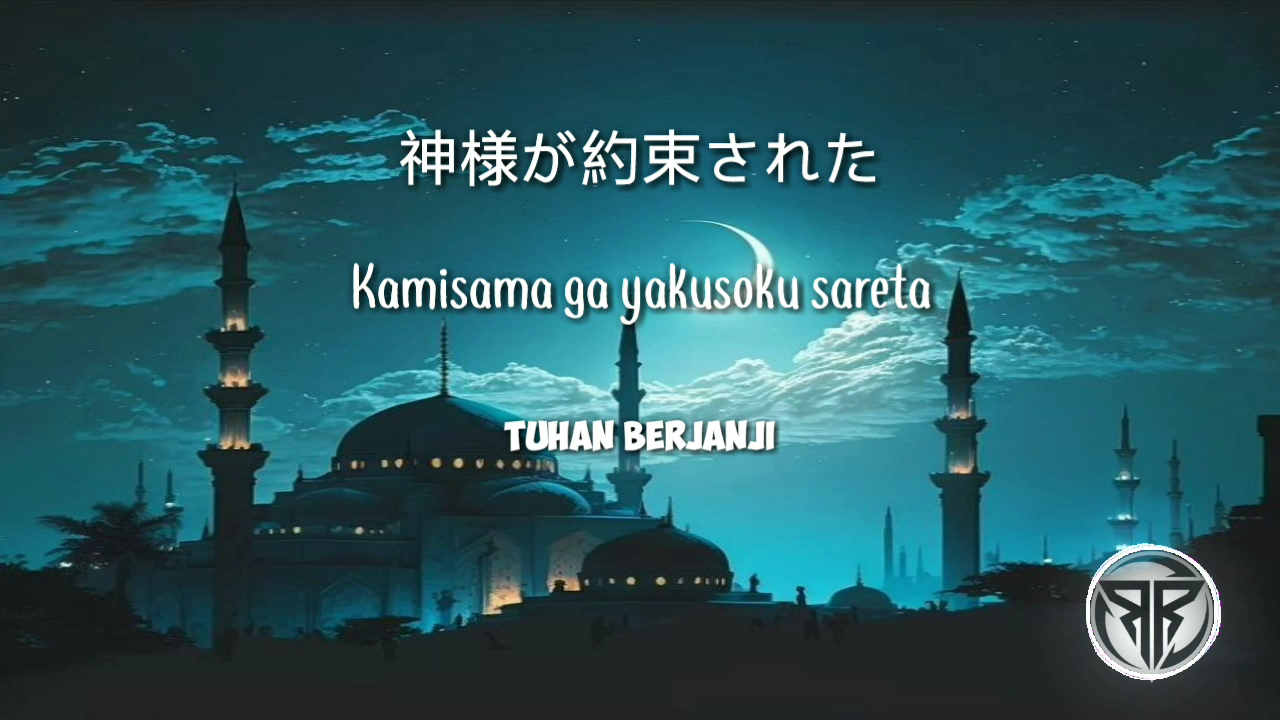 神様が約束された
Kamisama ga yakusoku sareta
TUHAN BERJANJI